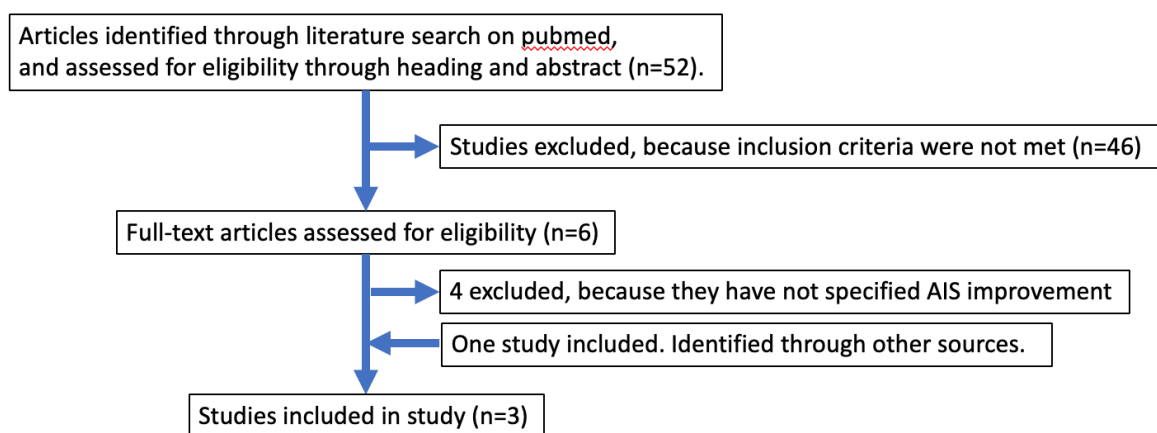 Articles identified through literature search on pubmed,
and assessed for eligibility through heading and abstract (n=52).
Studies excluded, because inclusion criteria were not met (n=46)
Full-text articles assessed for eligibility (n=6)
4 excluded, because they have not specified AIS improvement
One study included. Identified through other sources.
Studies included in study (n=3)